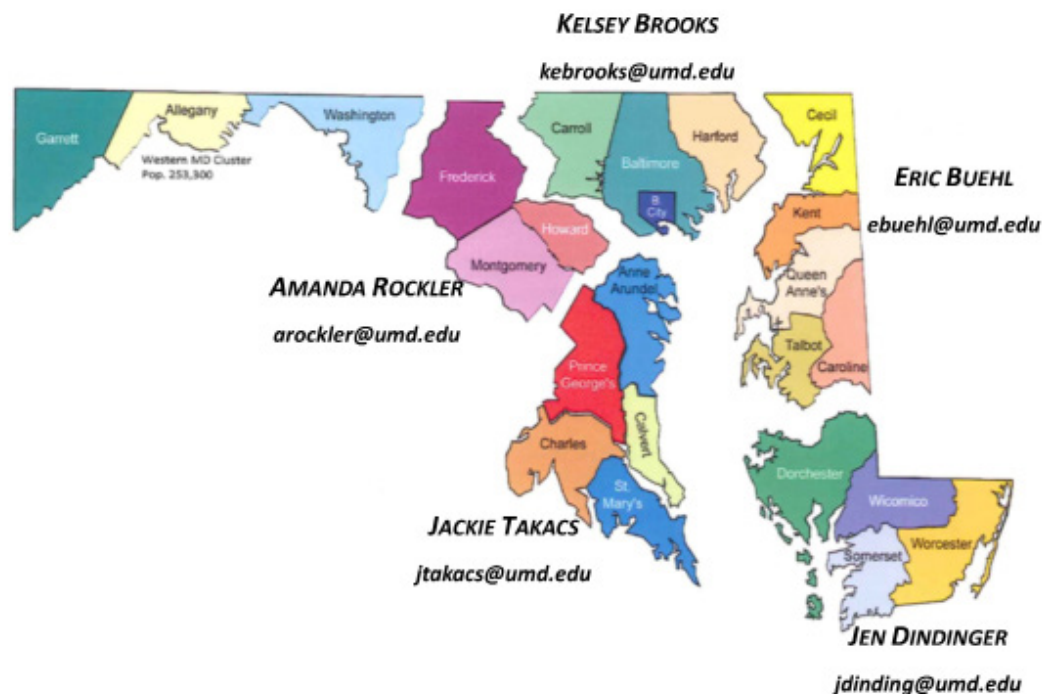 KELSEY BROOKS
kebrooks@umd.edu
Garrett
Allegany
Washington
Western MD Cluster
Pop. 253,300
Frederick
Carroll
Baltimore
B.
City
Harford
Cecil
ERIC BUEHL
ebuehl@umd.edu
Kent
Queen
Anne's
Talbot
Caroline
Howard
Montgomery
AMANDA ROCKLER
arockler@umd.edu
Anne
Arundel
Prince
George's
Calvert
Charles
St.
Mary's
JACKIE TAKACS
jtakacs@umd.edu
Dorchester
Wicomico
Somerset
Worcester
JEN DINDINGER
jdinding@umd.edu